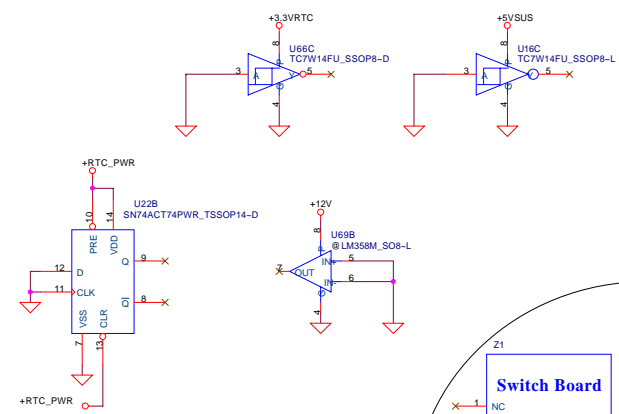 +3.3VRTC
8
U66C
TC7W14FU_SSOP8~D
P
3 A Y 5
G
4
+5VSUS
8
U16C
TC7W14FU_SSOP8~L
P
3 A Y 5
G
4
+RTC_PWR
10 14
U22B
SN74ACT74PWR_TSSOP14~D
PRE VDD
Q 9
12 D
11 CLK
Q\ 8
VSS CLR
7 13
+RTC_PWR
+12V
8
U69B
@LM358M_SO8~L
P
IN+ 5
7 OUT
IN- 6
G
4
Z1
Switch Board
1 NC